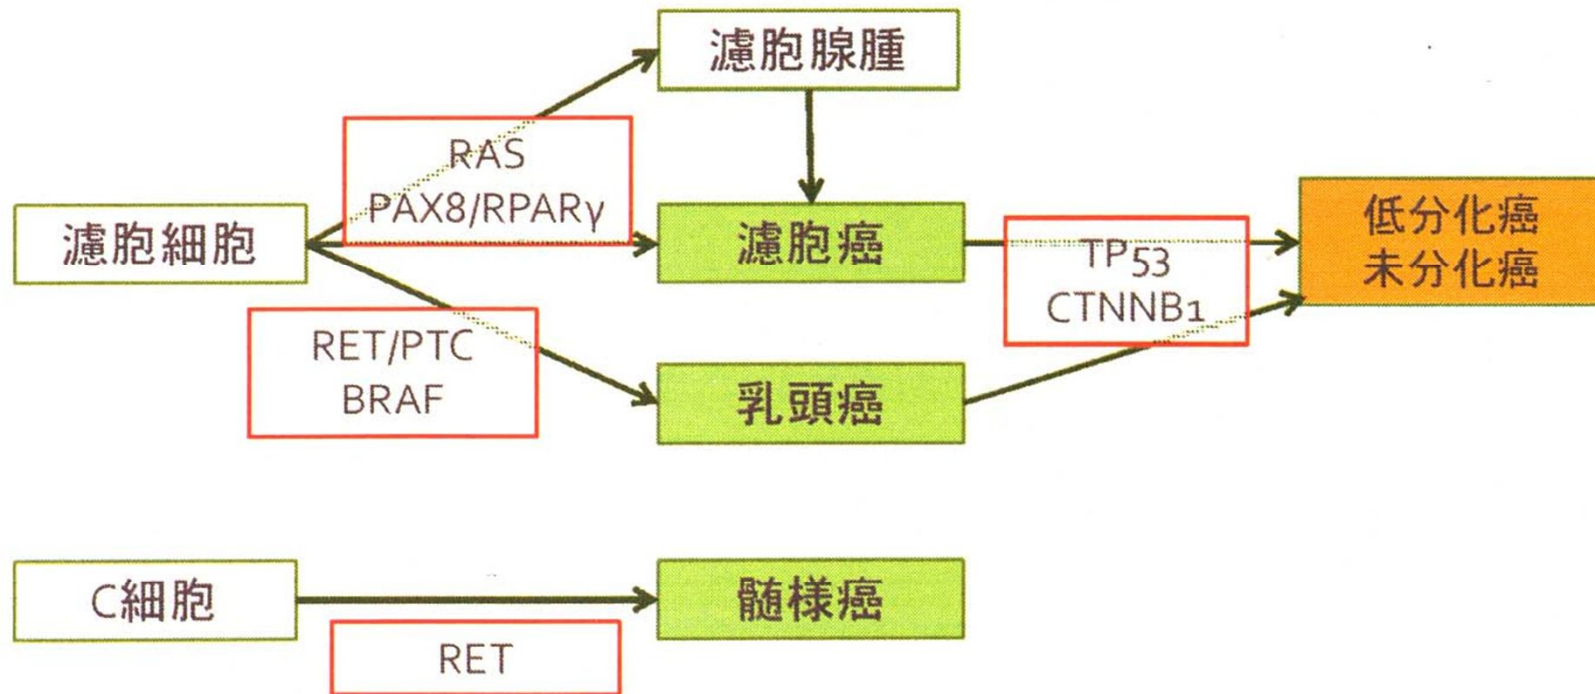 濾胞腺腫
RAS
PAX8/RPARγ
濾胞細胞
濾胞癌
TP53
CTNNB1
低分化癌
未分化癌
RET/PTC
BRAF
乳頭癌
C細胞
髄様癌
RET